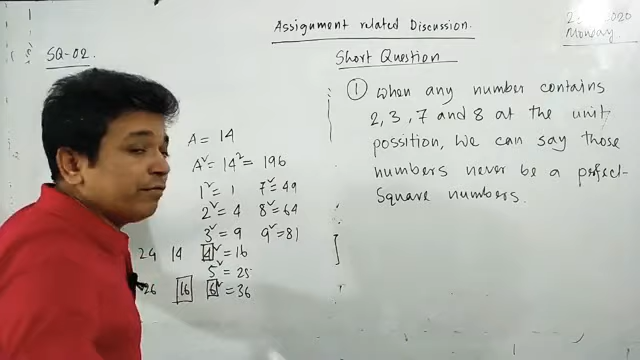 Assignment related Discussion.
2 2020
Monday
SQ-02.
Short Question
① When any number contains
2, 3, 7 and 8 at the unit
possition, We can say those
numbers never be a perfect-
Square numbers.
A = 14
A² = 14² = 196
1² = 1 7² = 49
2² = 4 8² = 64
3² = 9 9² = 81
24 14 4² = 16
5² = 25
26 16 6² = 36